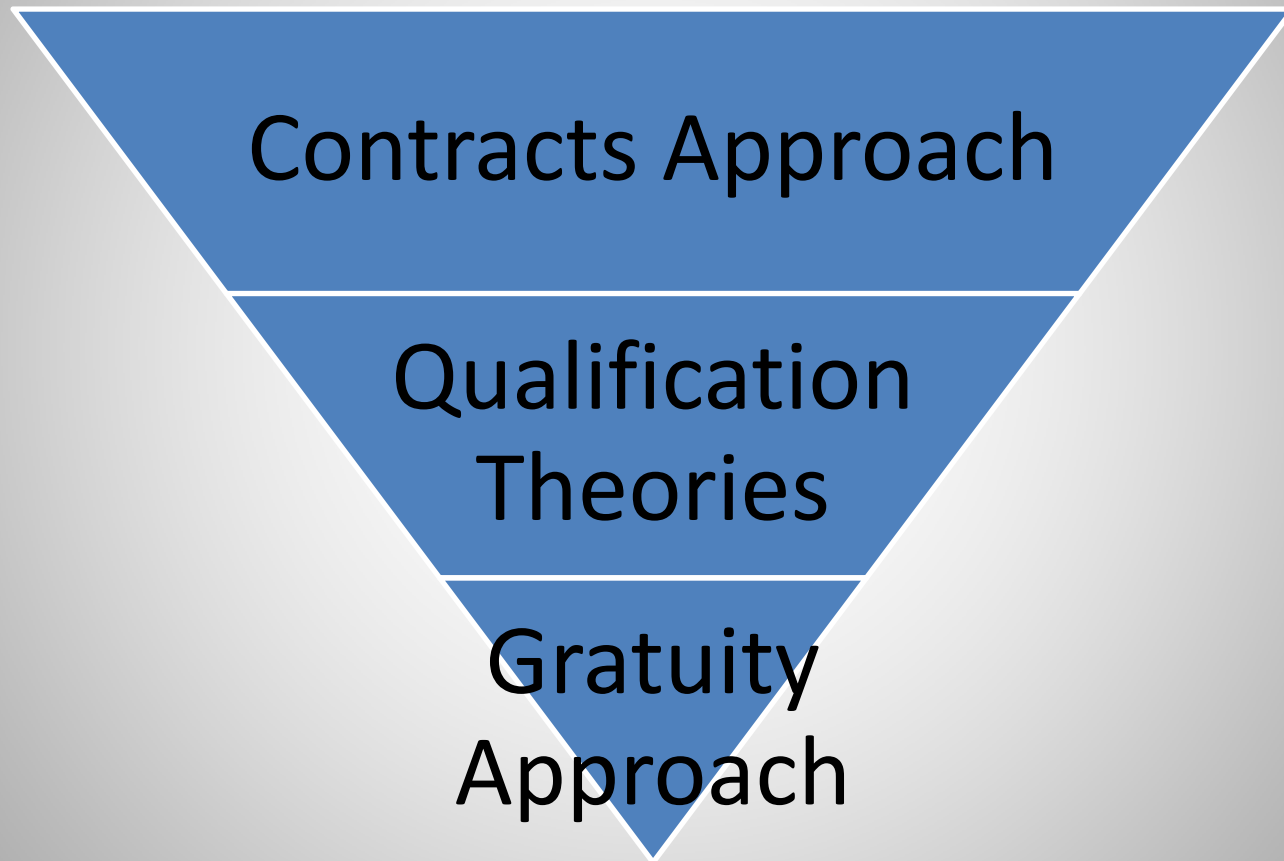 Contracts Approach
Qualification
Theories
Gratuity
Approach